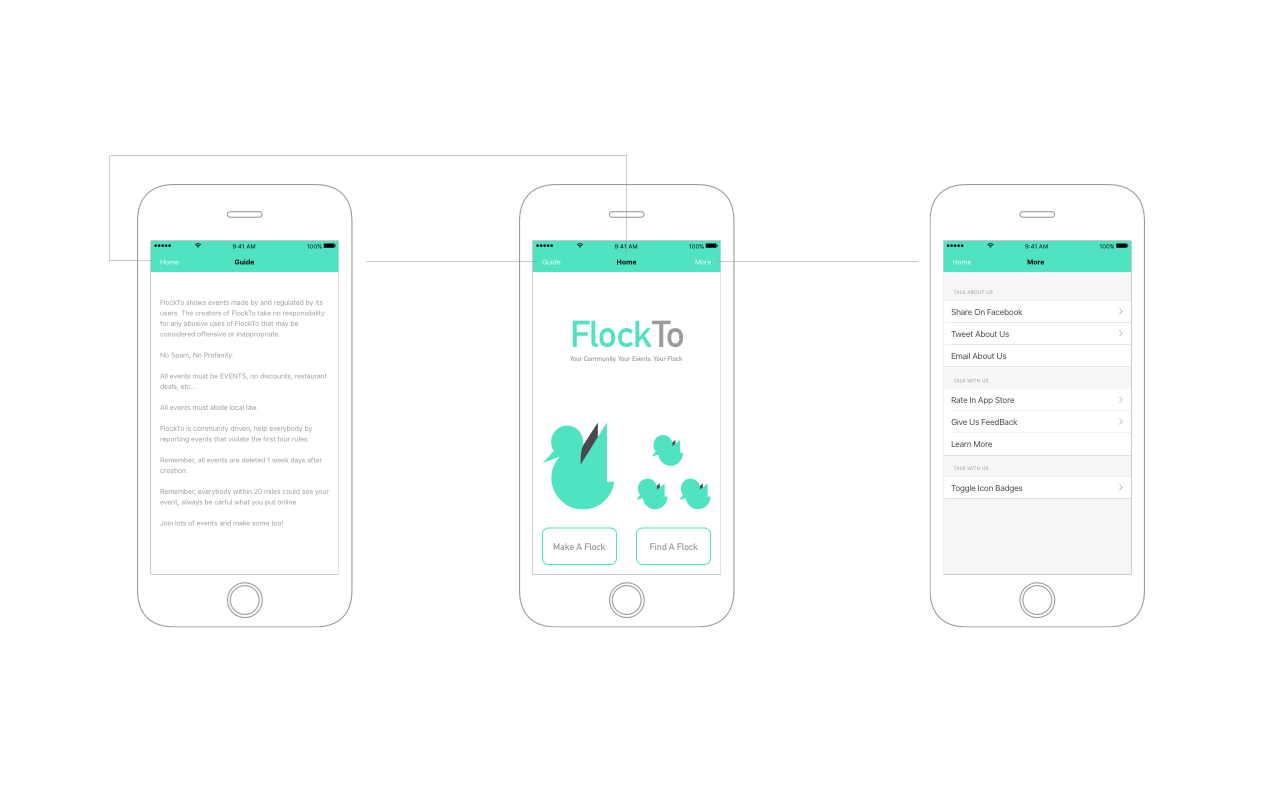 9:41 AM
100%
Home
Guide
FlockTo shows events made by and regulated by its
users. The creators of FlockTo take no responsibility
for any abusive uses of FlockTo that may be
considered offensive or inappropriate.
No Spam, No Profanity.
All events must be EVENTS, no discounts, restaurant
deals, etc...
All events must abide local law.
FlockTo is community driven, help everybody by
reporting events that violate the first four rules.
Remember, all events are deleted 1 week days after
creation.
Remember, everybody within 20 miles could see your
event, always be carful what you put online.
Join lots of events and make some too!
9:41 AM
100%
Guide
Home
More
FlockTo
Your Community. Your Events. Your Flock
Make A Flock
Find A Flock
9:41 AM
100%
Home
More
TALK ABOUT US
Share On Facebook
Tweet About Us
Email About Us
TALK WITH US
Rate In App Store
Give Us FeedBack
Learn More
TALK WITH US
Toggle Icon Badges